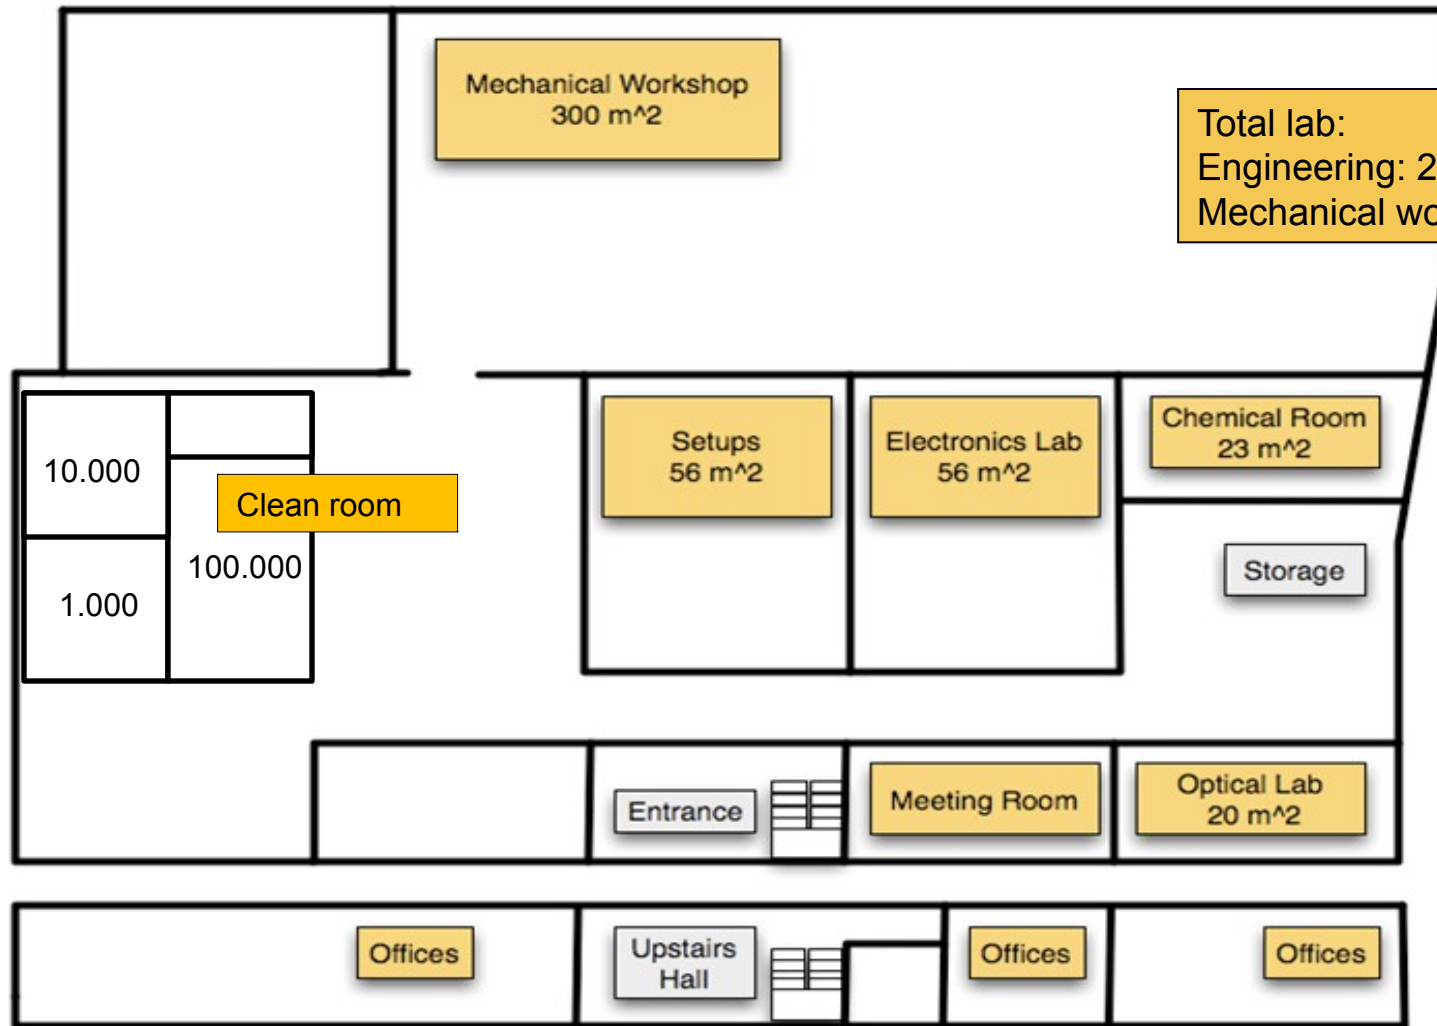 Mechanical Workshop
300 m^2
Total lab:
Engineering: 2
Mechanical
Setups
56 m^2
Electronics Lab
56 m^2
Chemical Room
23 m^2
10.000
Clean room
100.000
1.000
Storage
Entrance
Meeting Room
Optical Lab
20 m^2
Offices
Upstairs
Hall
Offices
Offices